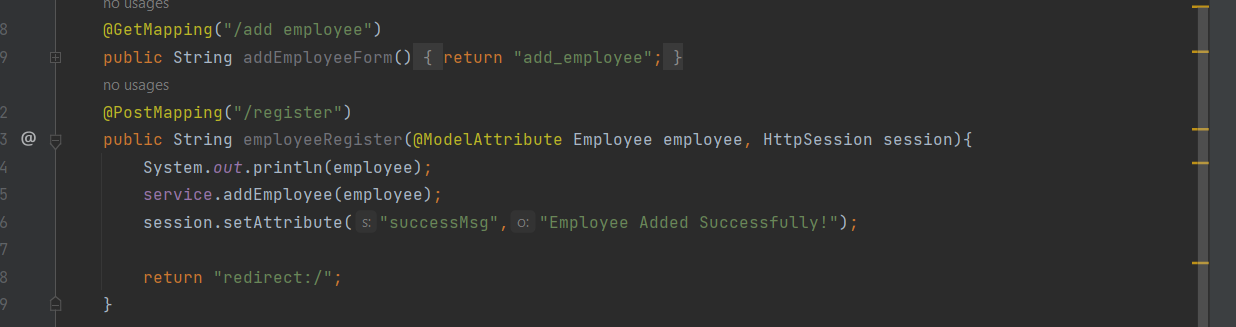 no usages
8 @GetMapping("/add employee")
9 public String addEmployeeForm() { return "add_employee"; }
no usages
2 @PostMapping("/register")
3 @ public String employeeRegister(@ModelAttribute Employee employee, HttpSession session){
4 System.out.println(employee);
5 service.addEmployee(employee);
6 session.setAttribute( s: "successMsg", o: "Employee Added Successfully!");
7
8 return "redirect:/";
9 }